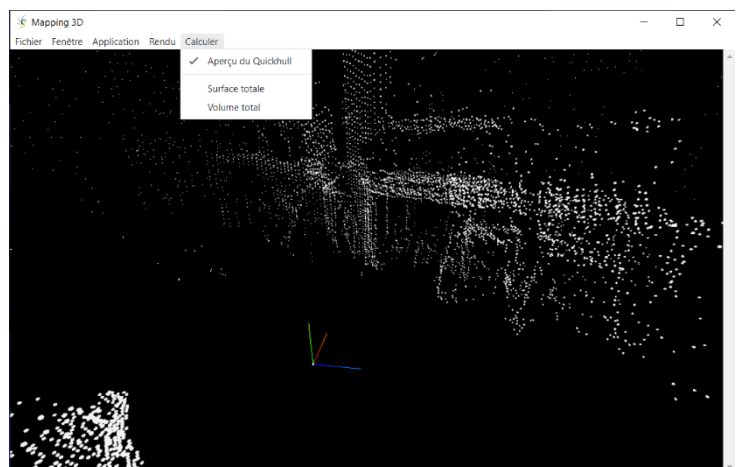 Mapping 3D
Fichier Fenêtre Application Rendu Calculer
Aperçu du Quickhull
Surface totale
Volume total